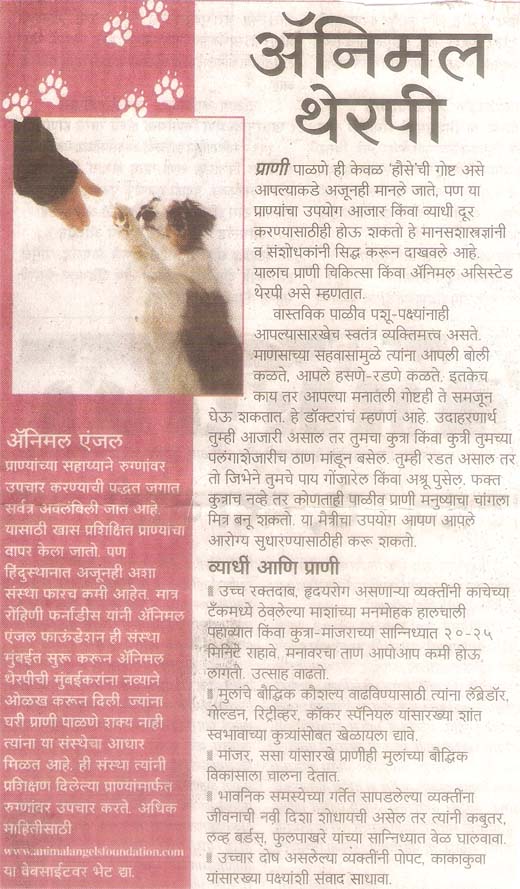 ॲनिमल
थेरपी
प्राणी पाळणे ही केवळ 'हौसे'ची गोष्ट असे
आपल्याकडे अजूनही मानले जाते, पण या
प्राण्यांचा उपयोग आजार किंवा व्याधी दूर
करण्यासाठीही होऊ शकतो हे मानसशास्त्रज्ञांनी
व संशोधकांनी सिद्ध करून दाखवले आहे.
यालाच प्राणी चिकित्सा किंवा ॲनिमल असिस्टेड
थेरपी असे म्हणतात.
वास्तविक पाळीव पशू-पक्ष्यांनाही
आपल्यासारखेच स्वतंत्र व्यक्तिमत्त्व असते.
माणसाच्या सहवासांमुळे त्यांना आपली बोली
कळते, आपले हसणे-रडणे कळते. इतकेच
काय तर आपल्या मनातली गोष्टही ते समजून
घेऊ शकतात. हे डॉक्टरांचं म्हणणं आहे. उदाहरणार्थ
तुम्ही आजारी असाल तर तुमचा कुत्रा किंवा कुत्री तुमच्या
पलंगाशेजारीच ठाण मांडून बसेल. तुम्ही रडत असाल तर
तो जिभेने तुमचे पाय गोंजारेल किंवा अश्रू पुसेल. फक्त
कुत्राच नव्हे तर कोणताही पाळीव प्राणी मनुष्याचा चांगला
मित्र बनू शकतो. या मैत्रीचा उपयोग आपण आपले
आरोग्य सुधारण्यासाठीही करू शकतो.
व्याधी आणि प्राणी
उच्च रक्तदाब, हृदयरोग असणाऱ्या व्यक्तींनी काचेच्या
टँकमध्ये ठेवलेल्या माशांच्या मनमोहक हालचाली
पहाव्यात किंवा कुत्रा-मांजराच्या सान्निध्यात २०-२५
मिनिटे राहावे. मनावरचा ताण आपोआप कमी होऊ
लागतो. उत्साह वाढतो.
मुलांचे बौद्धिक कौशल्य वाढविण्यासाठी त्यांना लॅब्रेडॉर,
गोल्डन, रिट्रीव्हर, कॉकर स्पॅनियल यांसारख्या शांत
स्वभावाच्या कुत्र्यांसोबत खेळायला द्यावे.
मांजर, ससा यांसारखे प्राणीही मुलांच्या बौद्धिक
विकासाला चालना देतात.
भावनिक समस्येच्या गर्तेत सापडलेल्या व्यक्तींना
जीवनाची नवी दिशा शोधायची असेल तर त्यांनी कबुतर,
लव्ह बर्डस्, फुलपाखरे यांच्या सान्निध्यात वेळ घालवावा.
उच्चार दोष असलेल्या व्यक्तींनी पोपट, काकाकुवा
यांसारख्या पक्ष्यांशी संवाद साधावा.
ॲनिमल एंजल
प्राण्यांच्या सहाय्याने रुग्णांवर
उपचार करण्याची पद्धत जगात
सर्वत्र अवलंबिली जात आहे.
यासाठी खास प्रशिक्षित प्राण्यांचा
वापर केला जातो. पण
हिंदुस्थानात अजूनही अशा
संस्था फारच कमी आहेत. मात्र
रोहिणी फर्नांडीस यांनी ॲनिमल
एंजल फाऊंडेशन ही संस्था
मुंबईत सुरू करून ॲनिमल
थेरपीची मुंबईकरांना नव्याने
ओळख करून दिली. ज्यांना
घरी प्राणी पाळणे शक्य नाही
त्यांना या संस्थेचा आधार
मिळत आहे. ही संस्था त्यांनी
प्रशिक्षण दिलेल्या प्राण्यांमार्फत
रुग्णांवर उपचार करते. अधिक
माहितीसाठी
www.animalangelsfoundation.com
या वेबसाईटवर भेट द्या.